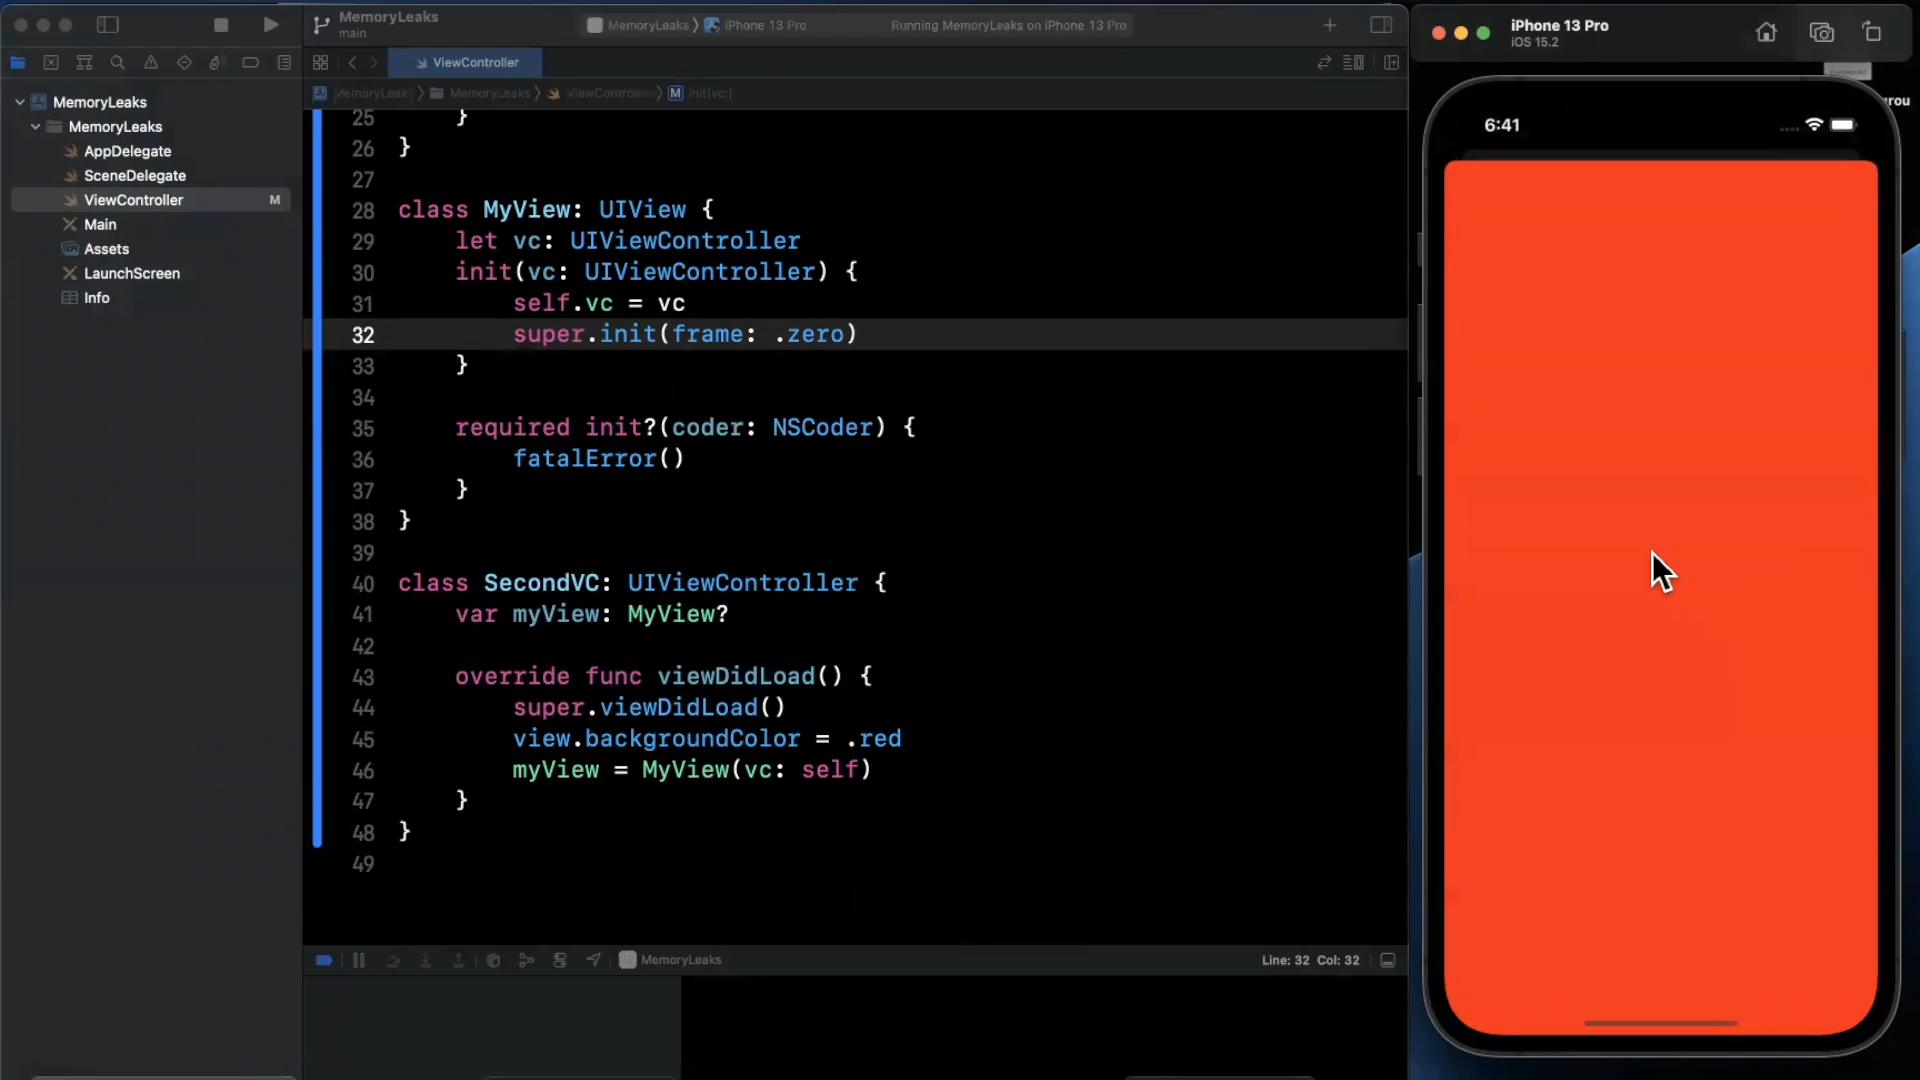 MemoryLeaks
main
MemoryLeaks
iPhone 13 Pro
Running MemoryLeaks on iPhone 13 Pro
iPhone 13 Pro
iOS 15.2
ViewController
MemoryLeaks
MemoryLeaks
AppDelegate
SceneDelegate
ViewController M
Main
Assets
LaunchScreen
Info
MemoryLeaks
ViewController
M init(vc:)
25 }
26 }
27
28 class MyView: UIView {
29 let vc: UIViewController
30 init(vc: UIViewController) {
31 self.vc = vc
32 super.init(frame: .zero)
33 }
34
35 required init?(coder: NSCoder) {
36 fatalError()
37 }
38 }
39
40 class SecondVC: UIViewController {
41 var myView: MyView?
42
43 override func viewDidLoad() {
44 super.viewDidLoad()
45 view.backgroundColor = .red
46 myView = MyView(vc: self)
47 }
48 }
49
MemoryLeaks
Line: 32 Col: 32
6:41